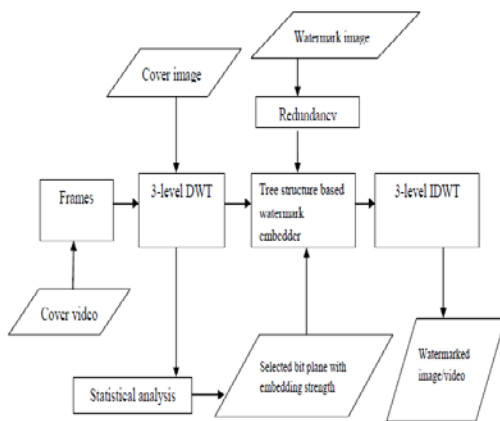 Watermark image
Cover image
Redundancy
Frames
3-level DWT
Tree structure based
watermark
embedder
3-level IDWT
Cover video
Statistical analysis
Selected bit plane with
embedding strength
Watermarked
image/video